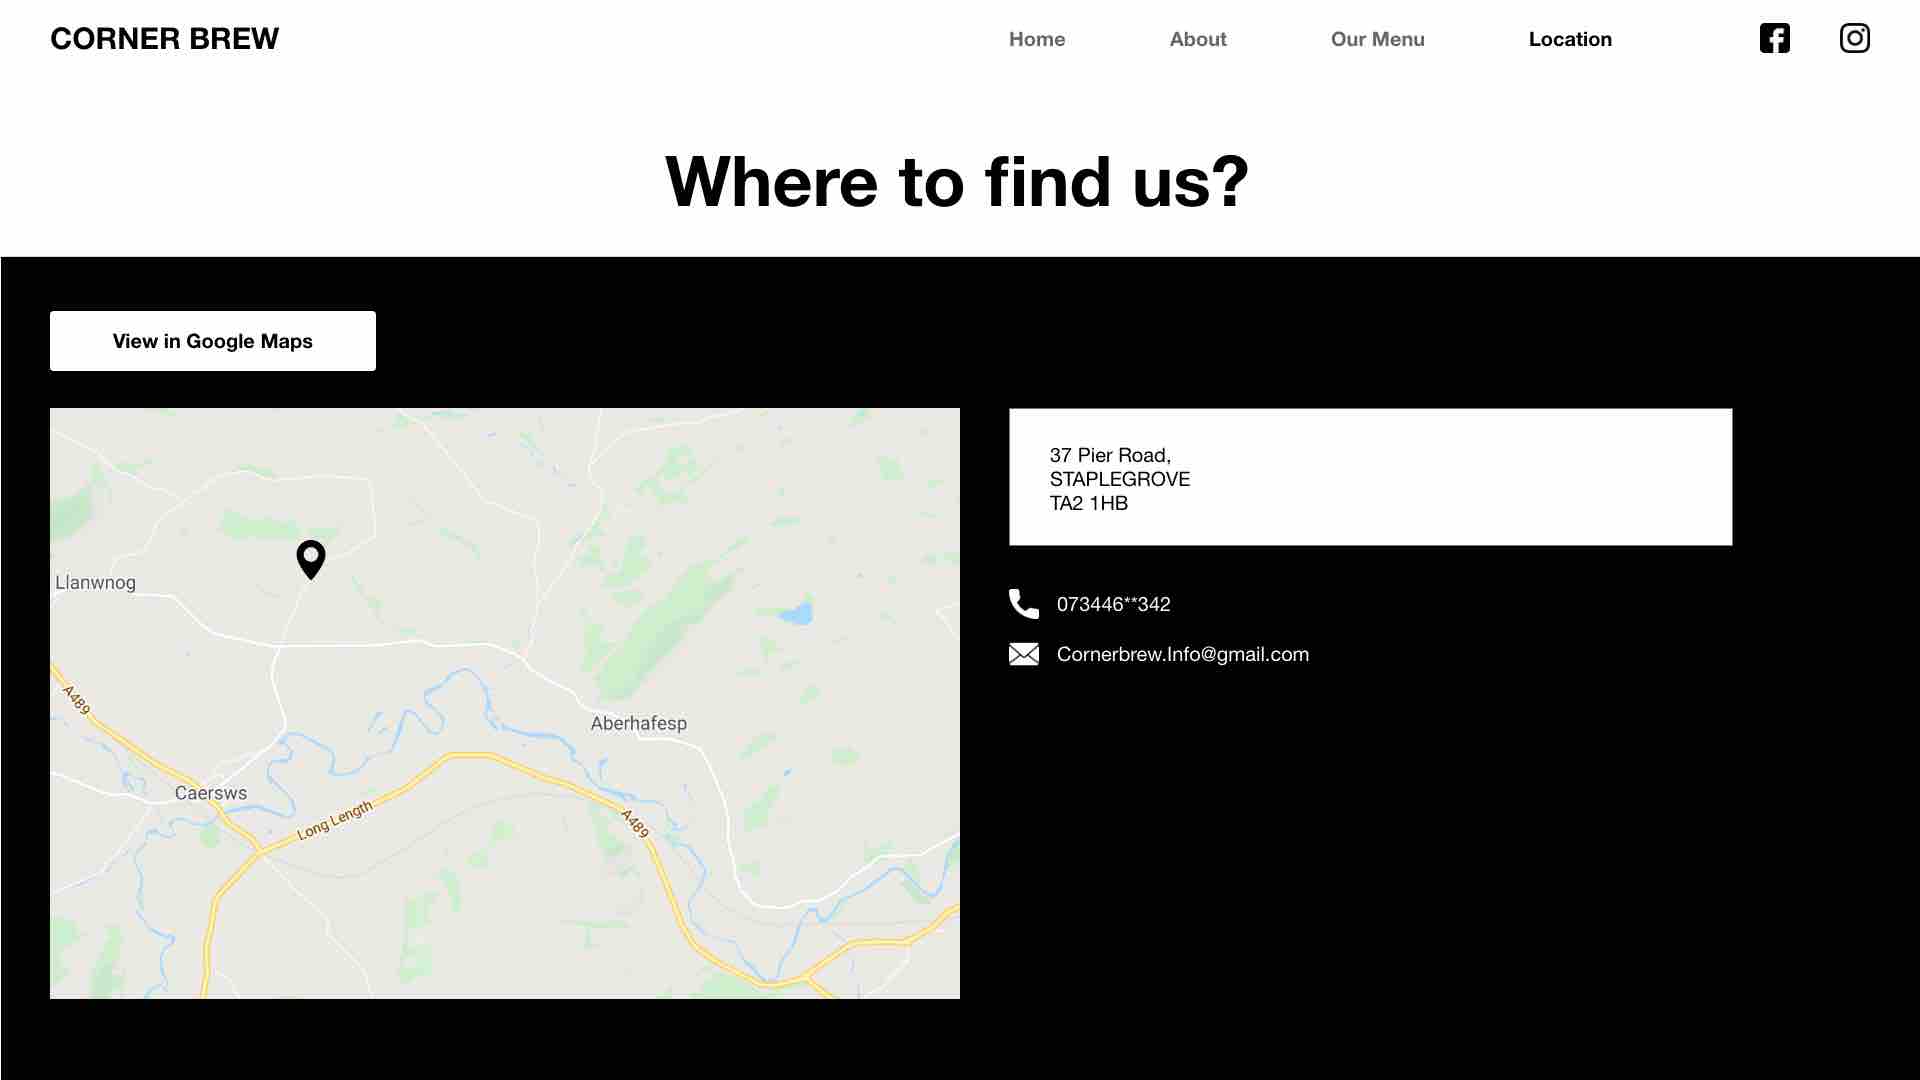 CORNER BREW
Home
About
Our Menu
Location
Where to find us?
View in Google Maps
Llanwnog
A489
Aberhafesp
Caersws
Long Length
A489
37 Pier Road,
STAPLEGROVE
TA2 1HB
073446**342
Cornerbrew.Info@gmail.com